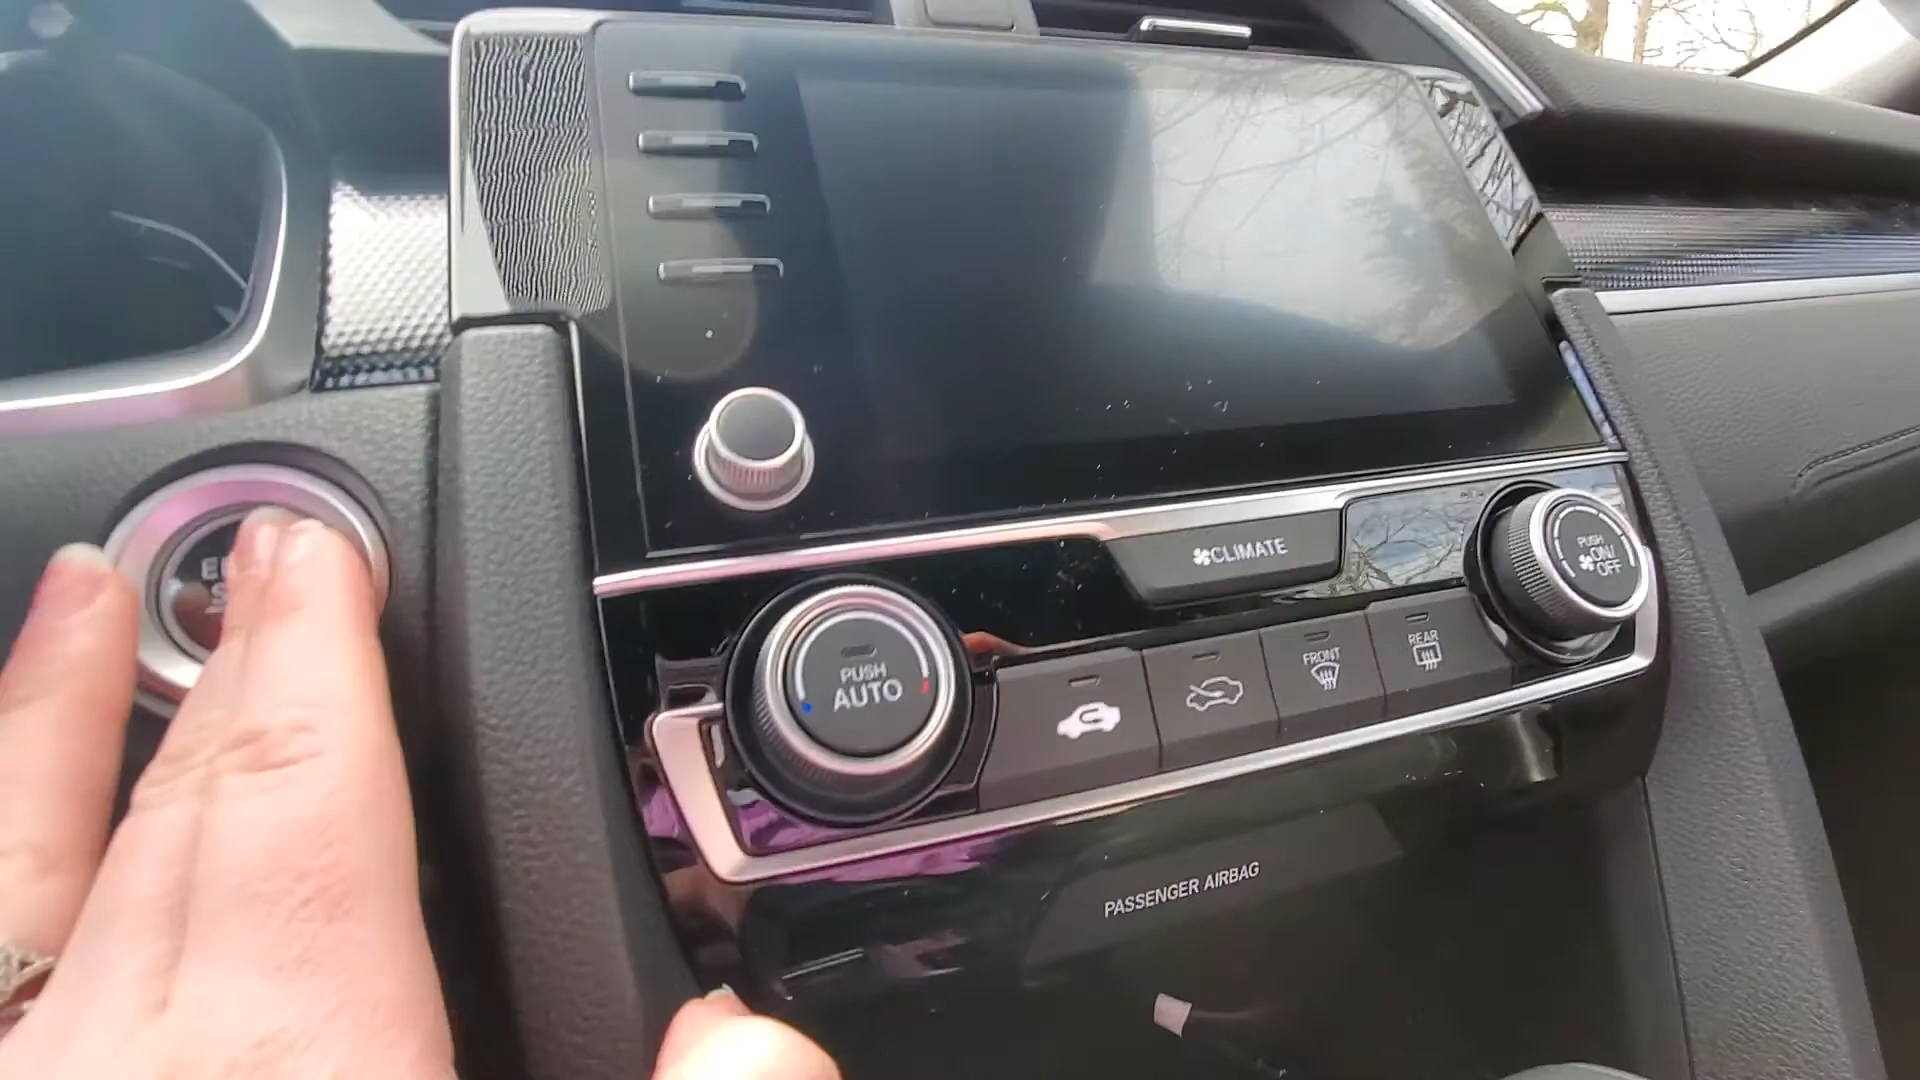 CLIMATE
PUSH
ON/
OFF
PUSH
AUTO
FRONT
REAR
PASSENGER AIRBAG